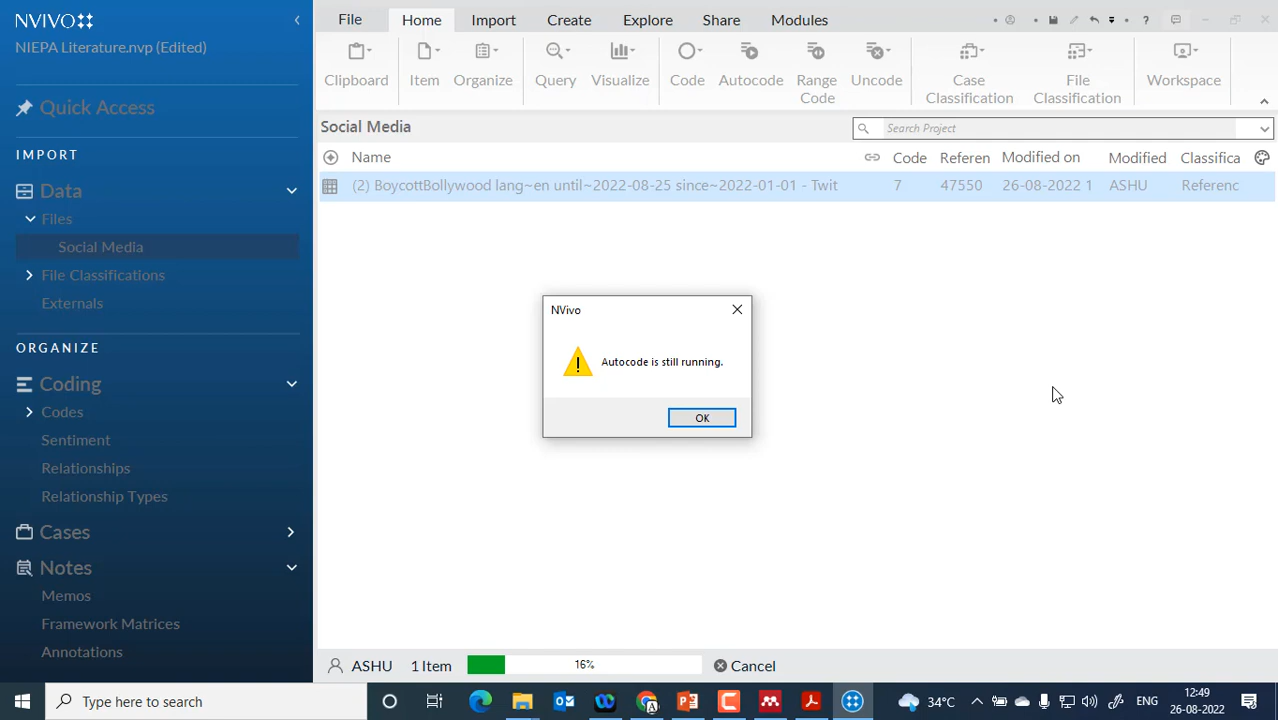 NVIVO
NIEPA Literature.nvp (Edited)
Quick Access
IMPORT
Data
Files
Social Media
File Classifications
Externals
ORGANIZE
Coding
Codes
Sentiment
Relationships
Relationship Types
Cases
Notes
Memos
Framework Matrices
Annotations
File Home Import Create Explore Share Modules
Clipboard Item Organize Query Visualize Code Autocode Range Code Uncode Case Classification File Classification Workspace
Social Media
Search Project
Name Code Referen Modified on Modified Classifica
(2) BoycottBollywood lang~en until~2022-08-25 since~2022-01-01 - Twit 7 47550 26-08-2022 1 ASHU Referenc
NVivo
Autocode is still running.
OK
ASHU 1 Item 16% Cancel
Type here to search
34°C ENG 12:49
26-08-2022